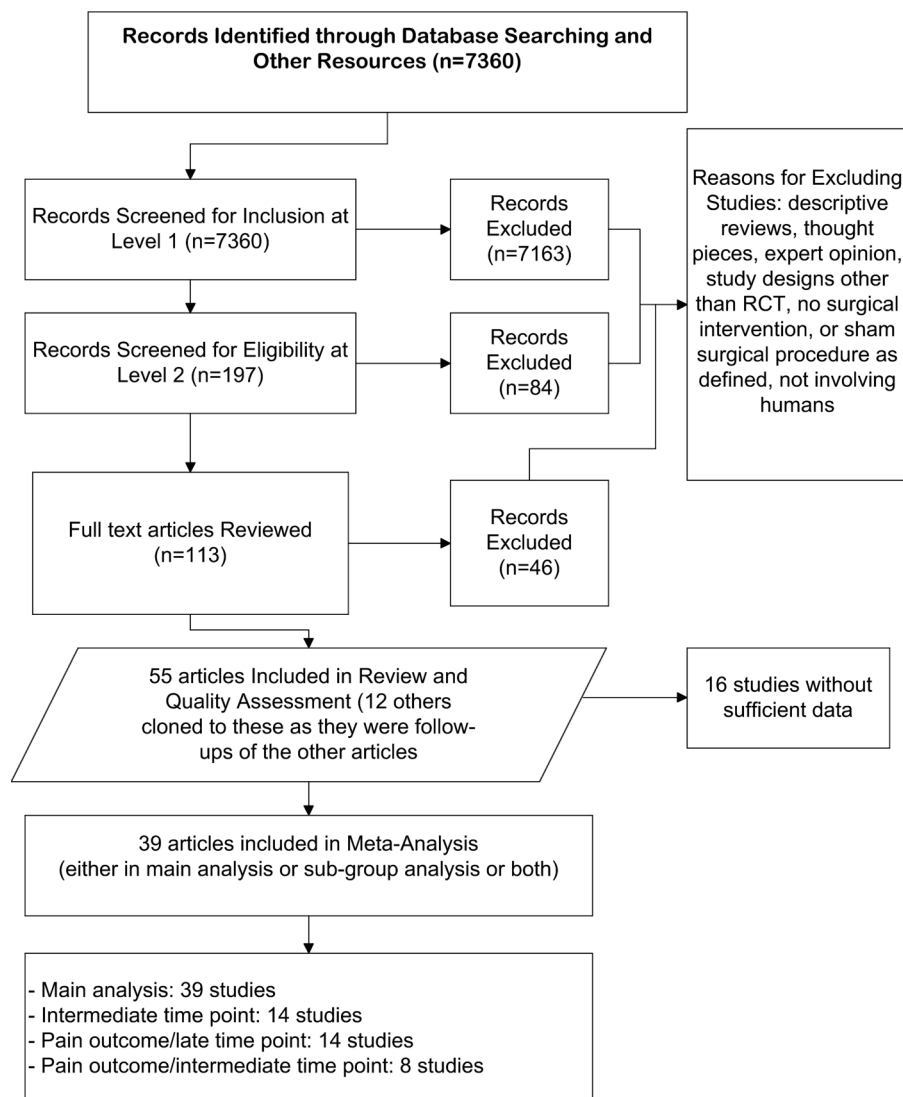 Records Identified through Database Searching and
Other Resources (n=7360)
Records Screened for Inclusion at
Level 1 (n=7360)
Records
Excluded
(n=7163)
Reasons for Excluding
Studies: descriptive
reviews, thought
pieces, expert opinion,
study designs other
than RCT, no surgical
intervention, or sham
surgical procedure as
defined, not involving
humans
Records Screened for Eligibility at
Level 2 (n=197)
Records
Excluded
(n=84)
Full text articles Reviewed
(n=113)
Records
Excluded
(n=46)
55 articles Included in Review and
Quality Assessment (12 others
cloned to these as they were follow-
ups of the other articles
16 studies without
sufficient data
39 articles included in Meta-Analysis
(either in main analysis or sub-group analysis or both)
- Main analysis: 39 studies
- Intermediate time point: 14 studies
- Pain outcome/late time point: 14 studies
- Pain outcome/intermediate time point: 8 studies